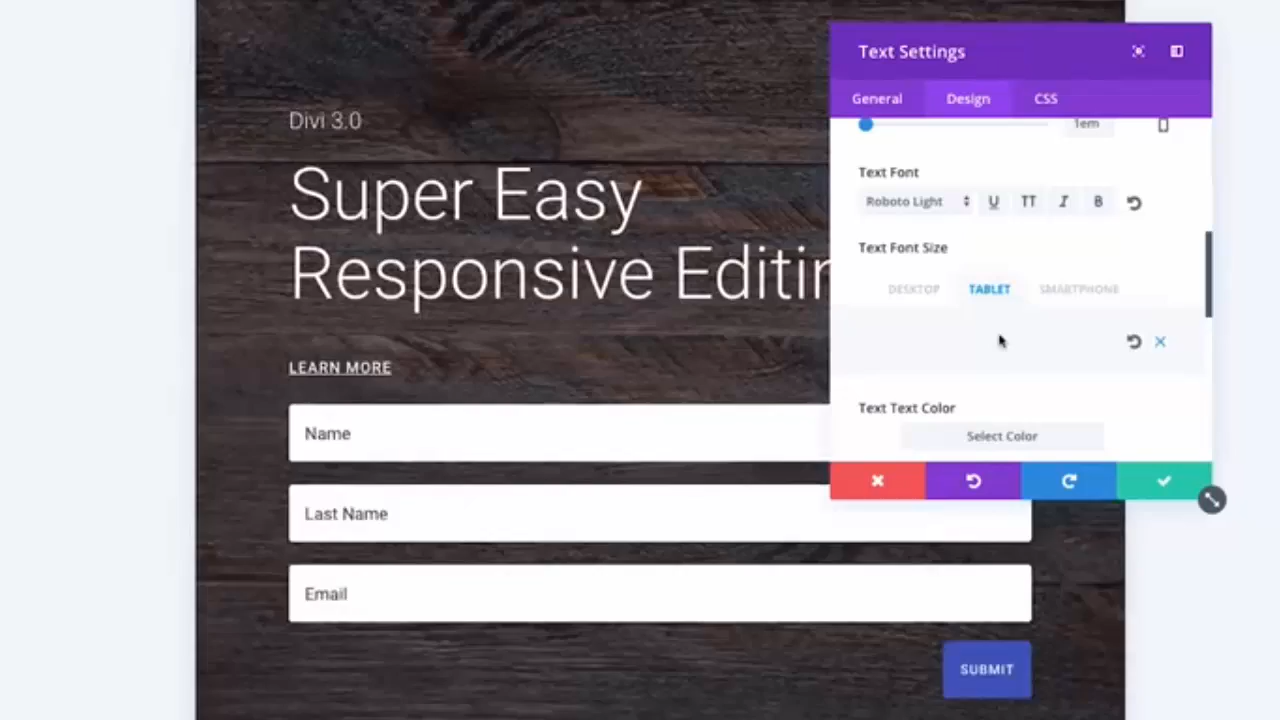 Divi 3.0
Super Easy
Responsive Editin
LEARN MORE
Name
Last Name
Email
SUBMIT
Text Settings
General Design CSS
1em
Text Font
Roboto Light U TT I B
Text Font Size
DESKTOP TABLET SMARTPHONE
Text Text Color
Select Color